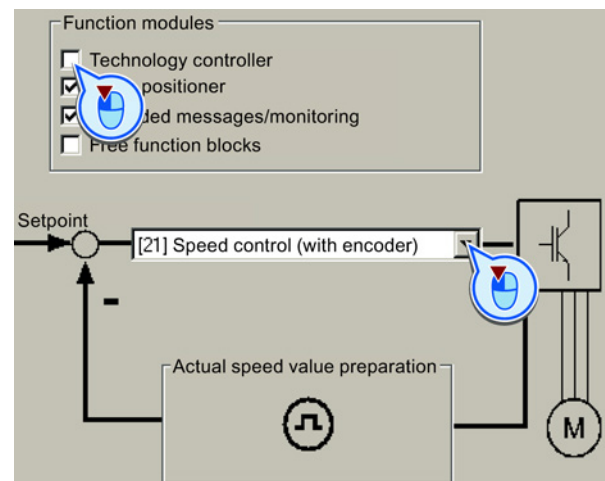 Function modules
Technology controller
positioner
ded messages/monitoring
Free function blocks
Setpoint
[21] Speed control (with encoder)
Actual speed value preparation
M